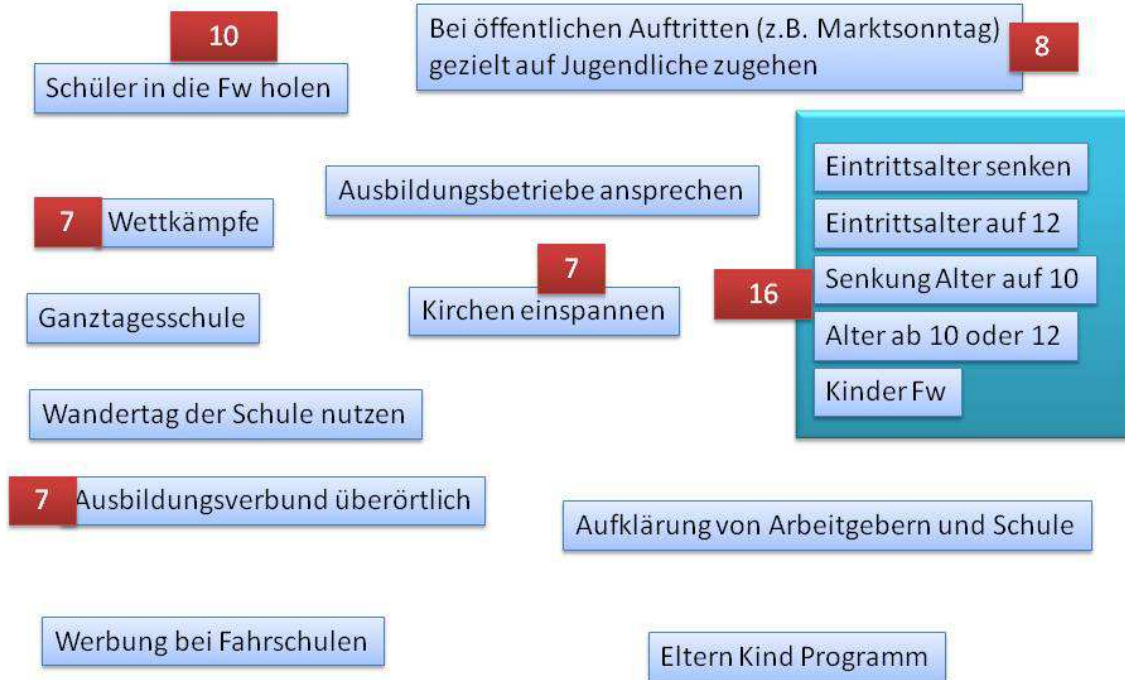 10
Schüler in die Fw holen
Bei öffentlichen Auftritten (z.B. Marktsonntag)
gezielt auf Jugendliche zugehen
8
Ausbildungsbetriebe ansprechen
7
Wettkämpfe
7
Kirchen einspannen
Ganztagesschule
16
Eintrittsalter senken
Eintrittsalter auf 12
Senkung Alter auf 10
Alter ab 10 oder 12
Kinder Fw
Wandertag der Schule nutzen
7
Ausbildungsverbund überörtlich
Aufklärung von Arbeitgebern und Schule
Werbung bei Fahrschulen
Eltern Kind Programm